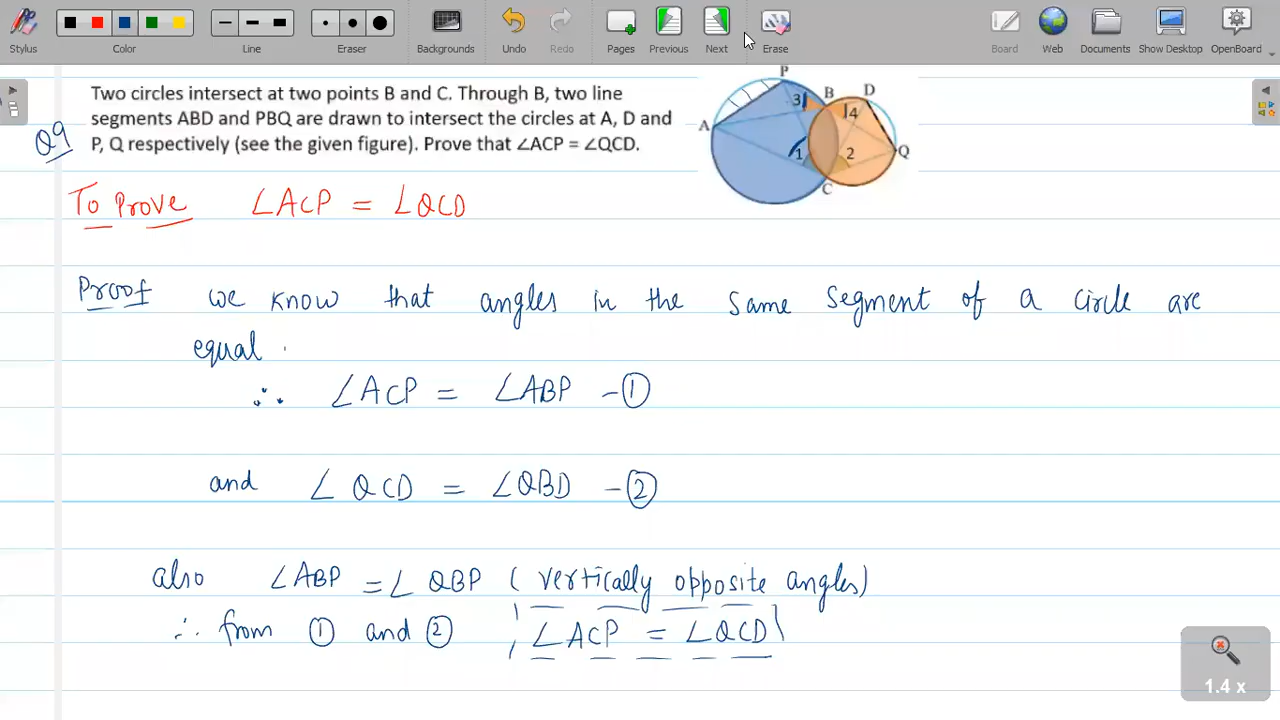 Stylus Color Line Eraser Backgrounds Undo Redo Pages Previous Next Erase Board Web Documents Show Desktop OpenBoard
Two circles intersect at two points B and C. Through B, two line
segments ABD and PBQ are drawn to intersect the circles at A, D and
P, Q respectively (see the given figure). Prove that ∠ACP = ∠QCD.
Q9
P
B
D
A
3
4
1
2
Q
C
To Prove ∠ACP = ∠QCD
Proof we know that angles in the same segment of a circle are
equal.
∴ ∠ACP = ∠ABP - ①
and ∠QCD = ∠QBD - ②
also ∠ABP = ∠QBP (vertically opposite angles)
∴ from ① and ② ∠ACP = ∠QCD
1.4 x